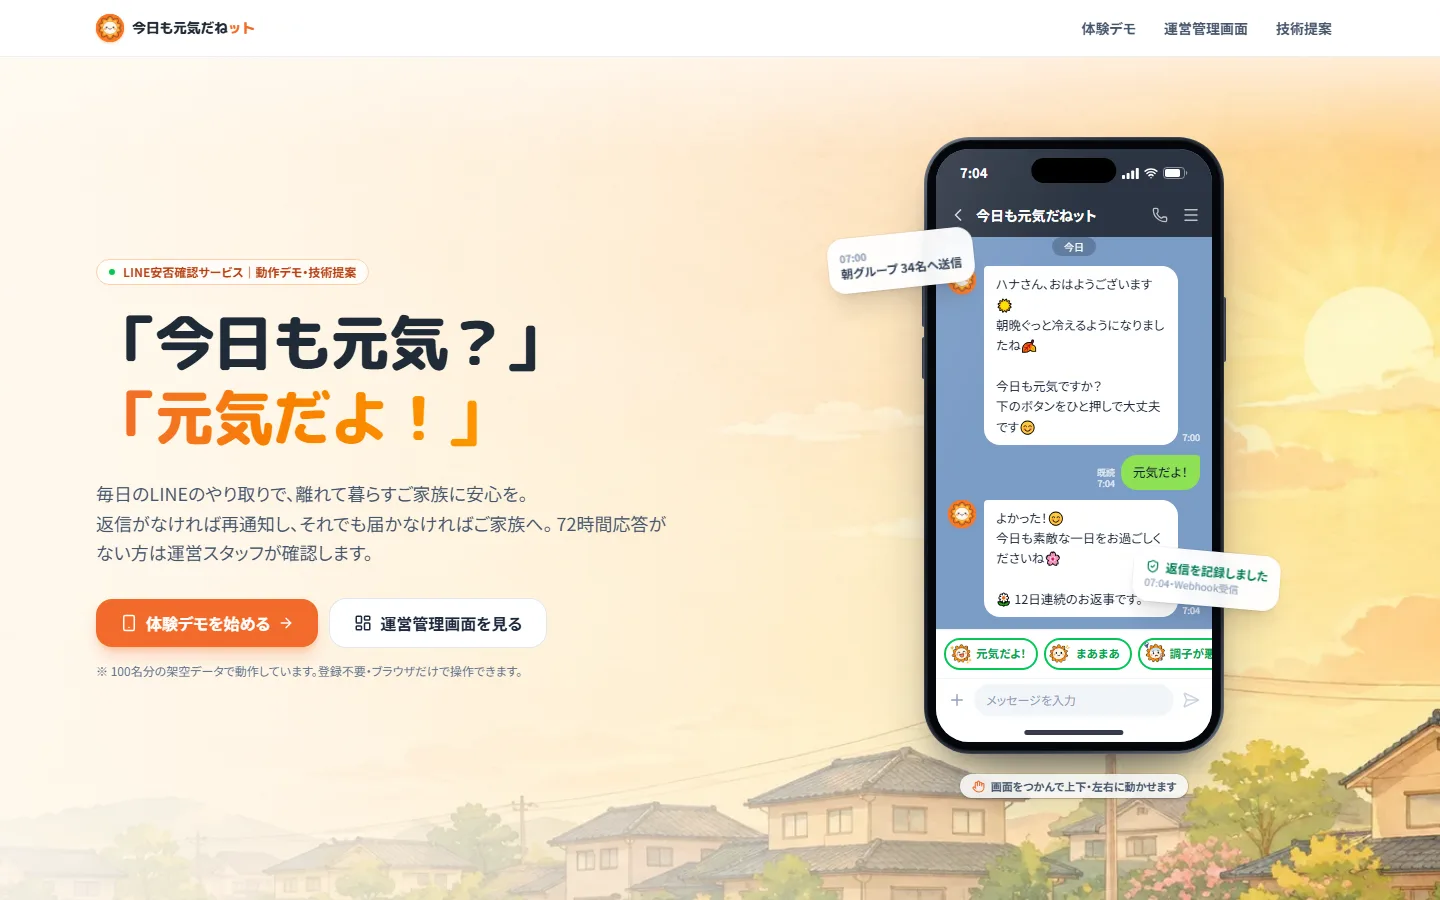 今日も元気だねット
体験デモ
運営管理画面
技術提案
LINE安否確認サービス｜動作デモ・技術提案
「今日も元気？」
「元気だよ！」
毎日のLINEのやり取りで、離れて暮らすご家族に安心を。
返信がなければ再通知し、それでも届かなければご家族へ。72時間応答が
ない方は運営スタッフが確認します。
体験デモを始める →
運営管理画面を見る
※ 100名分の架空データで動作しています。登録不要・ブラウザだけで操作できます。
7:04
今日も元気だねット
今日
07:00
朝グループ 34名へ送信
ハナさん、おはようございます
朝晩ぐっと冷えるようになりまし
たね
今日も元気ですか？
下のボタンをひと押しで大丈夫
です
7:00
既読
7:04
元気だよ！
よかった！
今日も素敵な一日をお過ごしく
ださいね
12日連続のお返事です。
7:04
返信を記録しました
07:04・Webhook受信
元気だよ！
まあまあ
調子が悪
メッセージを入力
画面をつかんで上下・左右に動かせます